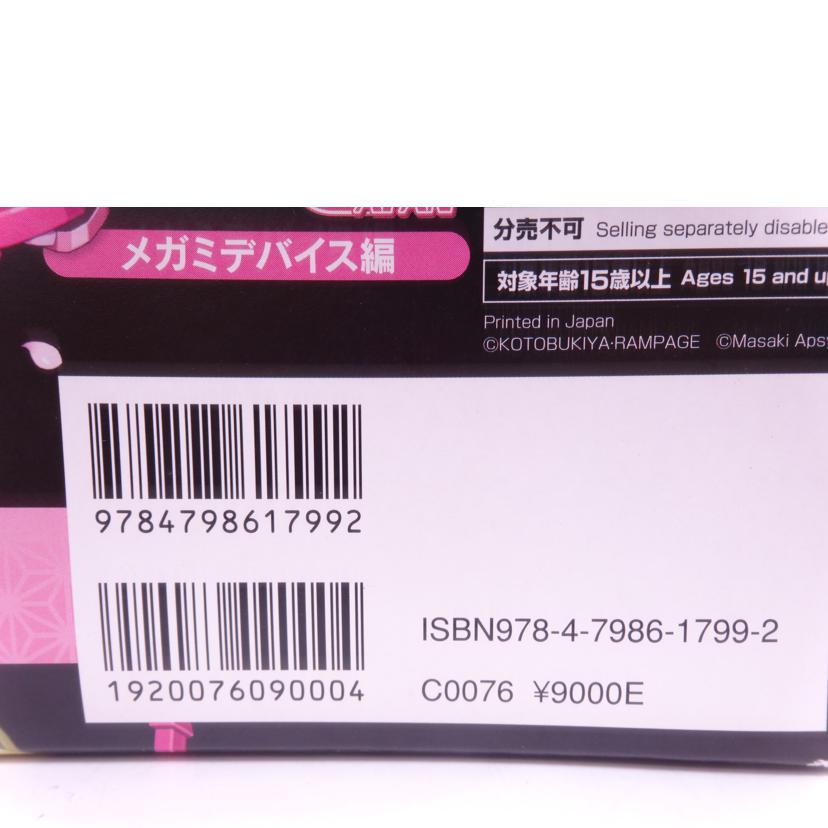 分売不可 Selling separately disable
メガミデバイス編
対象年齢15歳以上 Ages 15 and up
Printed in Japan
©KOTOBUKIYA·RAMPAGE ©Masaki Apsy
9784798617992
ISBN978-4-7986-1799-2
1920076090004
C0076 ¥9000E